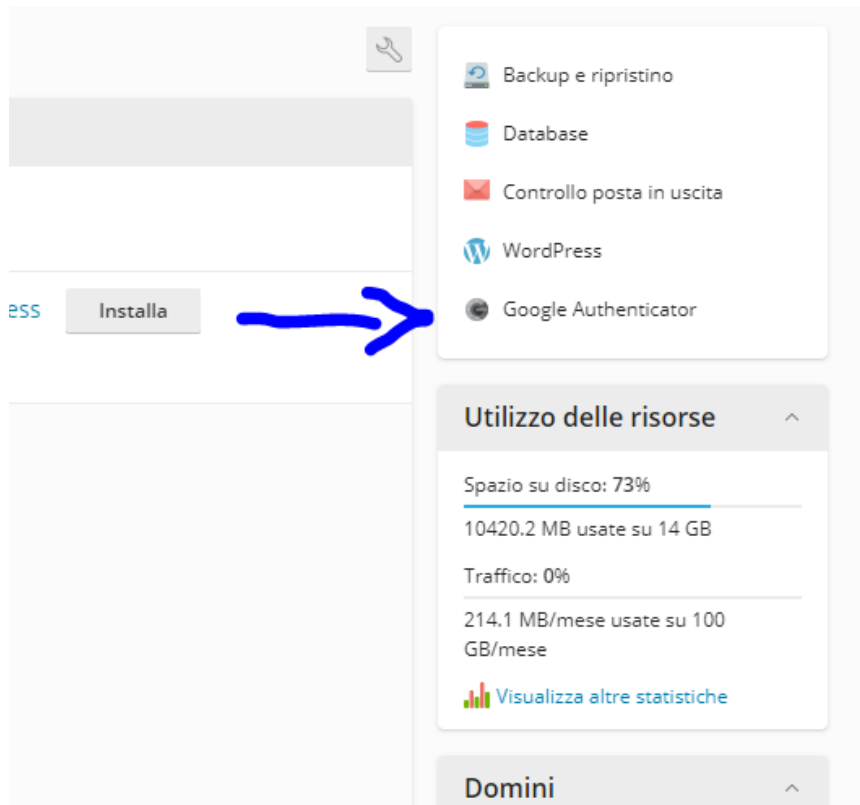 Backup e ripristino
Database
Controllo posta in uscita
WordPress
ess
Installa
Google Authenticator
Utilizzo delle risorse
Spazio su disco: 73%
10420.2 MB usate su 14 GB
Traffico: 0%
214.1 MB/mese usate su 100
GB/mese
Visualizza altre statistiche
Domini